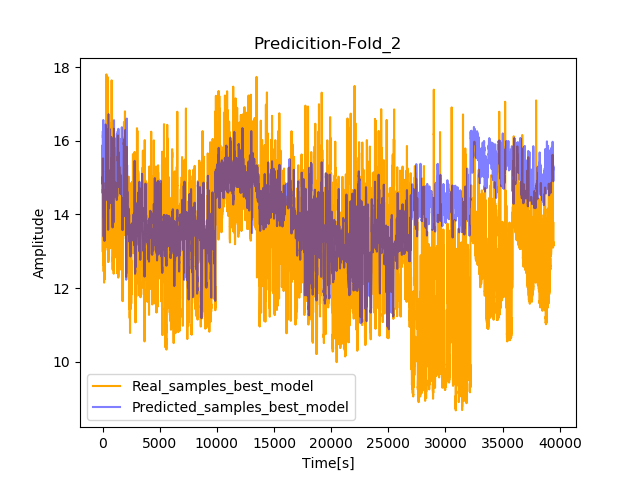 Predicition-Fold_2
18
16
14
12
10
Amplitude
Real_samples_best_model
Predicted_samples_best_model
0 5000 10000 15000 20000 25000 30000 35000 40000
Time[s]